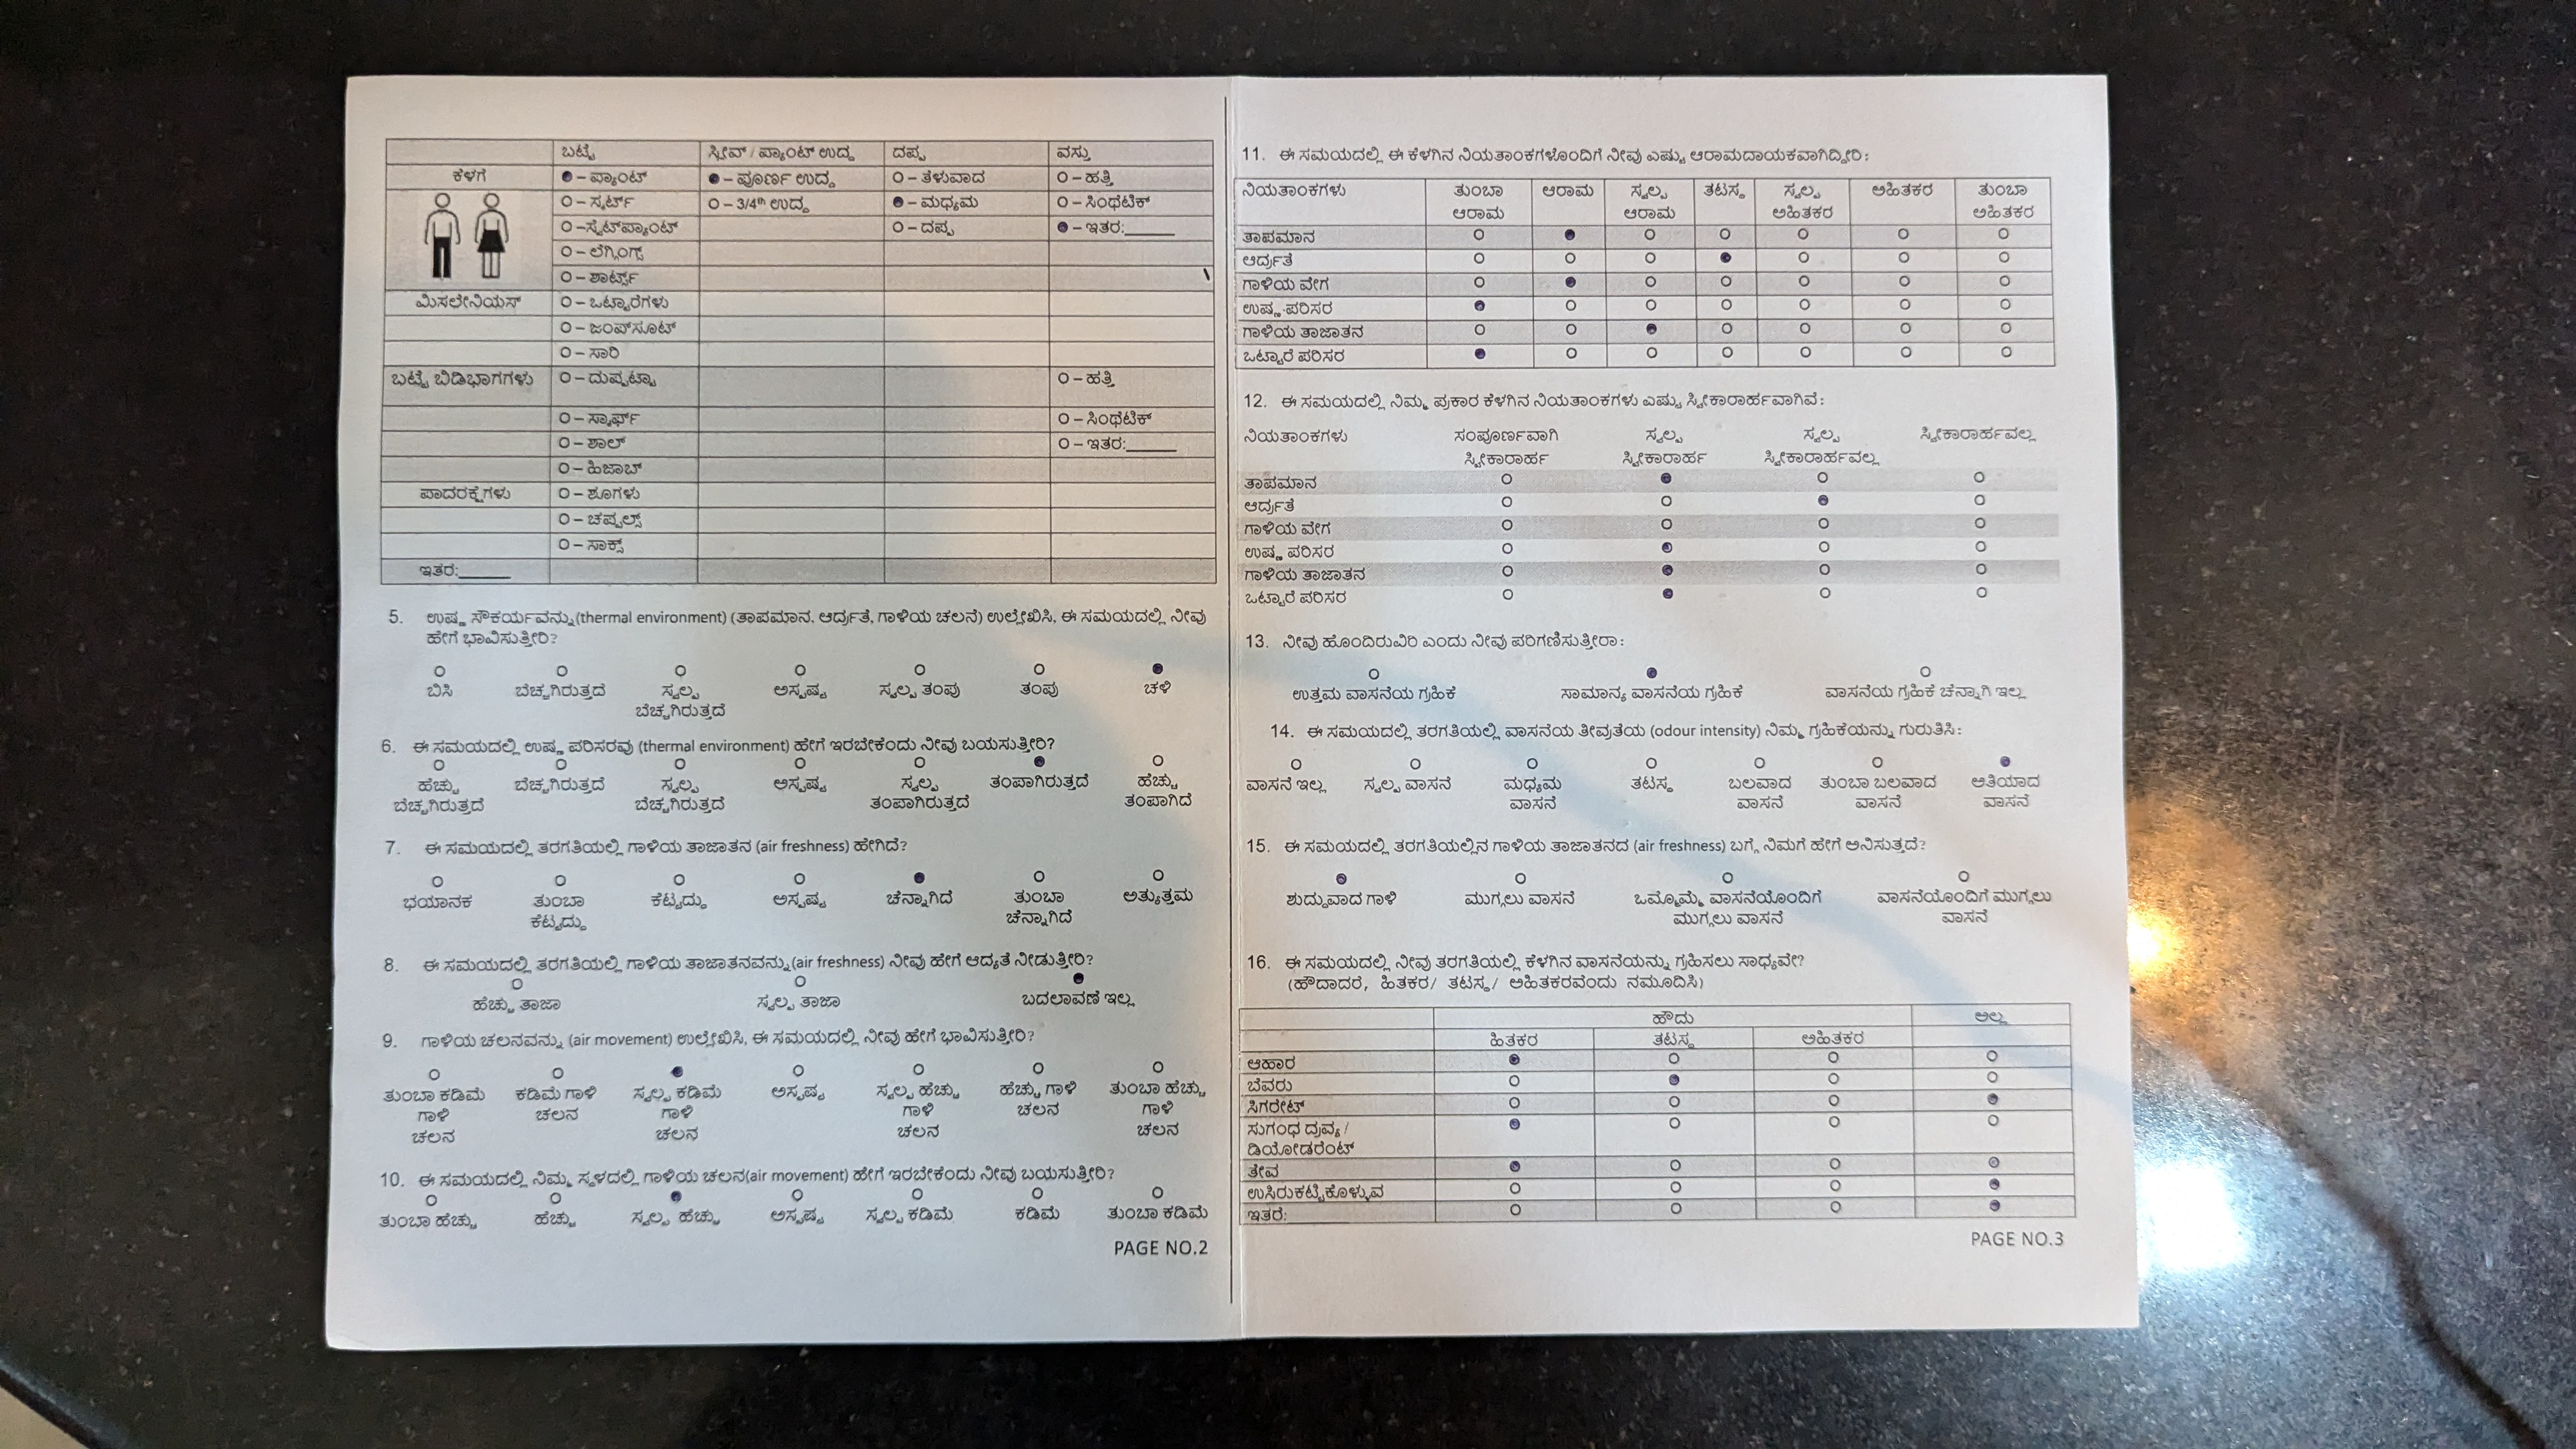 ಬಟ್ಟೆ ಸ್ಲೀವ್ / ಪ್ಯಾಂಟ್ ಉದ್ದ ದಪ್ಪ ವಸ್ತು
ಕೆಳಗೆ ● – ಪ್ಯಾಂಟ್ ● – ಪೂರ್ಣ ಉದ್ದ O – ತೆಳುವಾದ O – ಹತ್ತಿ
O – ಸ್ಕರ್ಟ್ O – 3/4th ಉದ್ದ ● – ಮಧ್ಯಮ O – ಸಿಂಥೆಟಿಕ್
O –ಸ್ವೆಟ್‌ಪ್ಯಾಂಟ್ O – ದಪ್ಪ ● – ಇತರ:______
O – ಲೆಗ್ಗಿಂಗ್ಸ್
O – ಶಾರ್ಟ್ಸ್
ಮಿಸಲೇನಿಯಸ್ O – ಒಟ್ಟಾರೆಗಳು
O – ಜಂಪ್‌ಸೂಟ್
O – ಸಾರಿ
ಬಟ್ಟೆ ಬಿಡಿಭಾಗಗಳು O – ದುಪ್ಪಟ್ಟಾ O – ಹತ್ತಿ
O – ಸ್ಕಾರ್ಫ್ O – ಸಿಂಥೆಟಿಕ್
O – ಶಾಲ್ O – ಇತರ:______
O – ಹಿಜಾಬ್
ಪಾದರಕ್ಷೆಗಳು O – ಶೂಗಳು
O – ಚಪ್ಪಲ್ಸ್
O – ಸಾಕ್ಸ್
ಇತರ:______
5. ಉಷ್ಣ ಸೌಕರ್ಯವನ್ನು(thermal environment) (ತಾಪಮಾನ, ಆರ್ದ್ರತೆ, ಗಾಳಿಯ ಚಲನೆ) ಉಲ್ಲೇಖಿಸಿ, ಈ ಸಮಯದಲ್ಲಿ ನೀವು
ಹೇಗೆ ಭಾವಿಸುತ್ತೀರಿ?
ಬಿಸಿ ಬೆಚ್ಚಗಿರುತ್ತದೆ ಸ್ವಲ್ಪ ಅಸ್ಪಷ್ಟ ಸ್ವಲ್ಪ ತಂಪು ತಂಪು ಚಳಿ
ಬೆಚ್ಚಗಿರುತ್ತದೆ
6. ಈ ಸಮಯದಲ್ಲಿ ಉಷ್ಣ ಪರಿಸರವು (thermal environment) ಹೇಗೆ ಇರಬೇಕೆಂದು ನೀವು ಬಯಸುತ್ತೀರಿ?
ಹೆಚ್ಚು ಬೆಚ್ಚಗಿರುತ್ತದೆ ಸ್ವಲ್ಪ ಅಸ್ಪಷ್ಟ ಸ್ವಲ್ಪ ತಂಪಾಗಿರುತ್ತದೆ ಹೆಚ್ಚು
ಬೆಚ್ಚಗಿರುತ್ತದೆ ಬೆಚ್ಚಗಿರುತ್ತದೆ ತಂಪಾಗಿರುತ್ತದೆ ತಂಪಾಗಿದೆ
7. ಈ ಸಮಯದಲ್ಲಿ ತರಗತಿಯಲ್ಲಿ ಗಾಳಿಯ ತಾಜಾತನ (air freshness) ಹೇಗಿದೆ?
ಭಯಾನಕ ತುಂಬಾ ಕೆಟ್ಟದ್ದು ಅಸ್ಪಷ್ಟ ಚೆನ್ನಾಗಿದೆ ತುಂಬಾ ಅತ್ಯುತ್ತಮ
ಕೆಟ್ಟದ್ದು ಚೆನ್ನಾಗಿದೆ
8. ಈ ಸಮಯದಲ್ಲಿ ತರಗತಿಯಲ್ಲಿ ಗಾಳಿಯ ತಾಜಾತನವನ್ನು(air freshness) ನೀವು ಹೇಗೆ ಆದ್ಯತೆ ನೀಡುತ್ತೀರಿ?
ಹೆಚ್ಚು ತಾಜಾ ಸ್ವಲ್ಪ ತಾಜಾ ಬದಲಾವಣೆ ಇಲ್ಲ
9. ಗಾಳಿಯ ಚಲನವನ್ನು (air movement) ಉಲ್ಲೇಖಿಸಿ, ಈ ಸಮಯದಲ್ಲಿ ನೀವು ಹೇಗೆ ಭಾವಿಸುತ್ತೀರಿ?
ತುಂಬಾ ಕಡಿಮೆ ಕಡಿಮೆ ಗಾಳಿ ಸ್ವಲ್ಪ ಕಡಿಮೆ ಅಸ್ಪಷ್ಟ ಸ್ವಲ್ಪ ಹೆಚ್ಚು ಹೆಚ್ಚು ಗಾಳಿ ತುಂಬಾ ಹೆಚ್ಚು
ಗಾಳಿ ಚಲನ ಗಾಳಿ ಗಾಳಿ ಚಲನ ಗಾಳಿ
ಚಲನ ಚಲನ ಚಲನ ಚಲನ
10. ಈ ಸಮಯದಲ್ಲಿ ನಿಮ್ಮ ಸ್ಥಳದಲ್ಲಿ ಗಾಳಿಯ ಚಲನ(air movement) ಹೇಗೆ ಇರಬೇಕೆಂದು ನೀವು ಬಯಸುತ್ತೀರಿ?
ತುಂಬಾ ಹೆಚ್ಚು ಹೆಚ್ಚು ಸ್ವಲ್ಪ ಹೆಚ್ಚು ಅಸ್ಪಷ್ಟ ಸ್ವಲ್ಪ ಕಡಿಮೆ ಕಡಿಮೆ ತುಂಬಾ ಕಡಿಮೆ
PAGE NO.2
11. ಈ ಸಮಯದಲ್ಲಿ ಈ ಕೆಳಗಿನ ನಿಯತಾಂಕಗಳೊಂದಿಗೆ ನೀವು ಎಷ್ಟು ಆರಾಮದಾಯಕವಾಗಿದ್ದೀರಿ:
ನಿಯತಾಂಕಗಳು ತುಂಬಾ ಆರಾಮ ಸ್ವಲ್ಪ ತಟಸ್ಥ ಸ್ವಲ್ಪ ಅಹಿತಕರ ತುಂಬಾ
ಆರಾಮ ಆರಾಮ ಅಹಿತಕರ ಅಹಿತಕರ
ತಾಪಮಾನ
ಆರ್ದ್ರತೆ
ಗಾಳಿಯ ವೇಗ
ಉಷ್ಣ ಪರಿಸರ
ಗಾಳಿಯ ತಾಜಾತನ
ಒಟ್ಟಾರೆ ಪರಿಸರ
12. ಈ ಸಮಯದಲ್ಲಿ ನಿಮ್ಮ ಪ್ರಕಾರ ಕೆಳಗಿನ ನಿಯತಾಂಕಗಳು ಎಷ್ಟು ಸ್ವೀಕಾರಾರ್ಹವಾಗಿವೆ:
ನಿಯತಾಂಕಗಳು ಸಂಪೂರ್ಣವಾಗಿ ಸ್ವಲ್ಪ ಸ್ವಲ್ಪ ಸ್ವೀಕಾರಾರ್ಹವಲ್ಲ
ಸ್ವೀಕಾರಾರ್ಹ ಸ್ವೀಕಾರಾರ್ಹ ಸ್ವೀಕಾರಾರ್ಹವಲ್ಲ
ತಾಪಮಾನ
ಆರ್ದ್ರತೆ
ಗಾಳಿಯ ವೇಗ
ಉಷ್ಣ ಪರಿಸರ
ಗಾಳಿಯ ತಾಜಾತನ
ಒಟ್ಟಾರೆ ಪರಿಸರ
13. ನೀವು ಹೊಂದಿರುವಿರಿ ಎಂದು ನೀವು ಪರಿಗಣಿಸುತ್ತೀರಾ:
ಉತ್ತಮ ವಾಸನೆಯ ಗ್ರಹಿಕೆ ಸಾಮಾನ್ಯ ವಾಸನೆಯ ಗ್ರಹಿಕೆ ವಾಸನೆಯ ಗ್ರಹಿಕೆ ಚೆನ್ನಾಗಿ ಇಲ್ಲ
14. ಈ ಸಮಯದಲ್ಲಿ ತರಗತಿಯಲ್ಲಿ ವಾಸನೆಯ ತೀವ್ರತೆಯ (odour intensity) ನಿಮ್ಮ ಗ್ರಹಿಕೆಯನ್ನು ಗುರುತಿಸಿ:
ವಾಸನೆ ಇಲ್ಲ ಸ್ವಲ್ಪ ವಾಸನೆ ಮಧ್ಯಮ ತಟಸ್ಥ ಬಲವಾದ ತುಂಬಾ ಬಲವಾದ ಅತಿಯಾದ
ವಾಸನೆ ವಾಸನೆ ವಾಸನೆ ವಾಸನೆ
15. ಈ ಸಮಯದಲ್ಲಿ ತರಗತಿಯಲ್ಲಿನ ಗಾಳಿಯ ತಾಜಾತನದ (air freshness) ಬಗ್ಗೆ ನಿಮಗೆ ಹೇಗೆ ಅನಿಸುತ್ತದೆ?
ಶುದ್ಧವಾದ ಗಾಳಿ ಮುಗ್ಗಲು ವಾಸನೆ ಒಮ್ಮೊಮ್ಮೆ ವಾಸನೆಯೊಂದಿಗೆ ವಾಸನೆಯೊಂದಿಗೆ ಮುಗ್ಗಲು
ಮುಗ್ಗಲು ವಾಸನೆ ವಾಸನೆ
16. ಈ ಸಮಯದಲ್ಲಿ ನೀವು ತರಗತಿಯಲ್ಲಿ ಕೆಳಗಿನ ವಾಸನೆಯನ್ನು ಗ್ರಹಿಸಲು ಸಾಧ್ಯವೇ?
(ಹೌದಾದರೆ, ಹಿತಕರ/ ತಟಸ್ಥ/ ಅಹಿತಕರವೆಂದು ನಮೂದಿಸಿ)
ಹೌದು ಅಲ್ಲ
ಹಿತಕರ ತಟಸ್ಥ ಅಹಿತಕರ
ಆಹಾರ
ಬೆವರು
ಸಿಗರೇಟ್
ಸುಗಂಧ ದ್ರವ್ಯ/
ಡಿಯೋಡರೆಂಟ್
ತೇವ
ಉಸಿರುಕಟ್ಟಿಕೊಳ್ಳುವ
ಇತರೆ:
PAGE NO.3